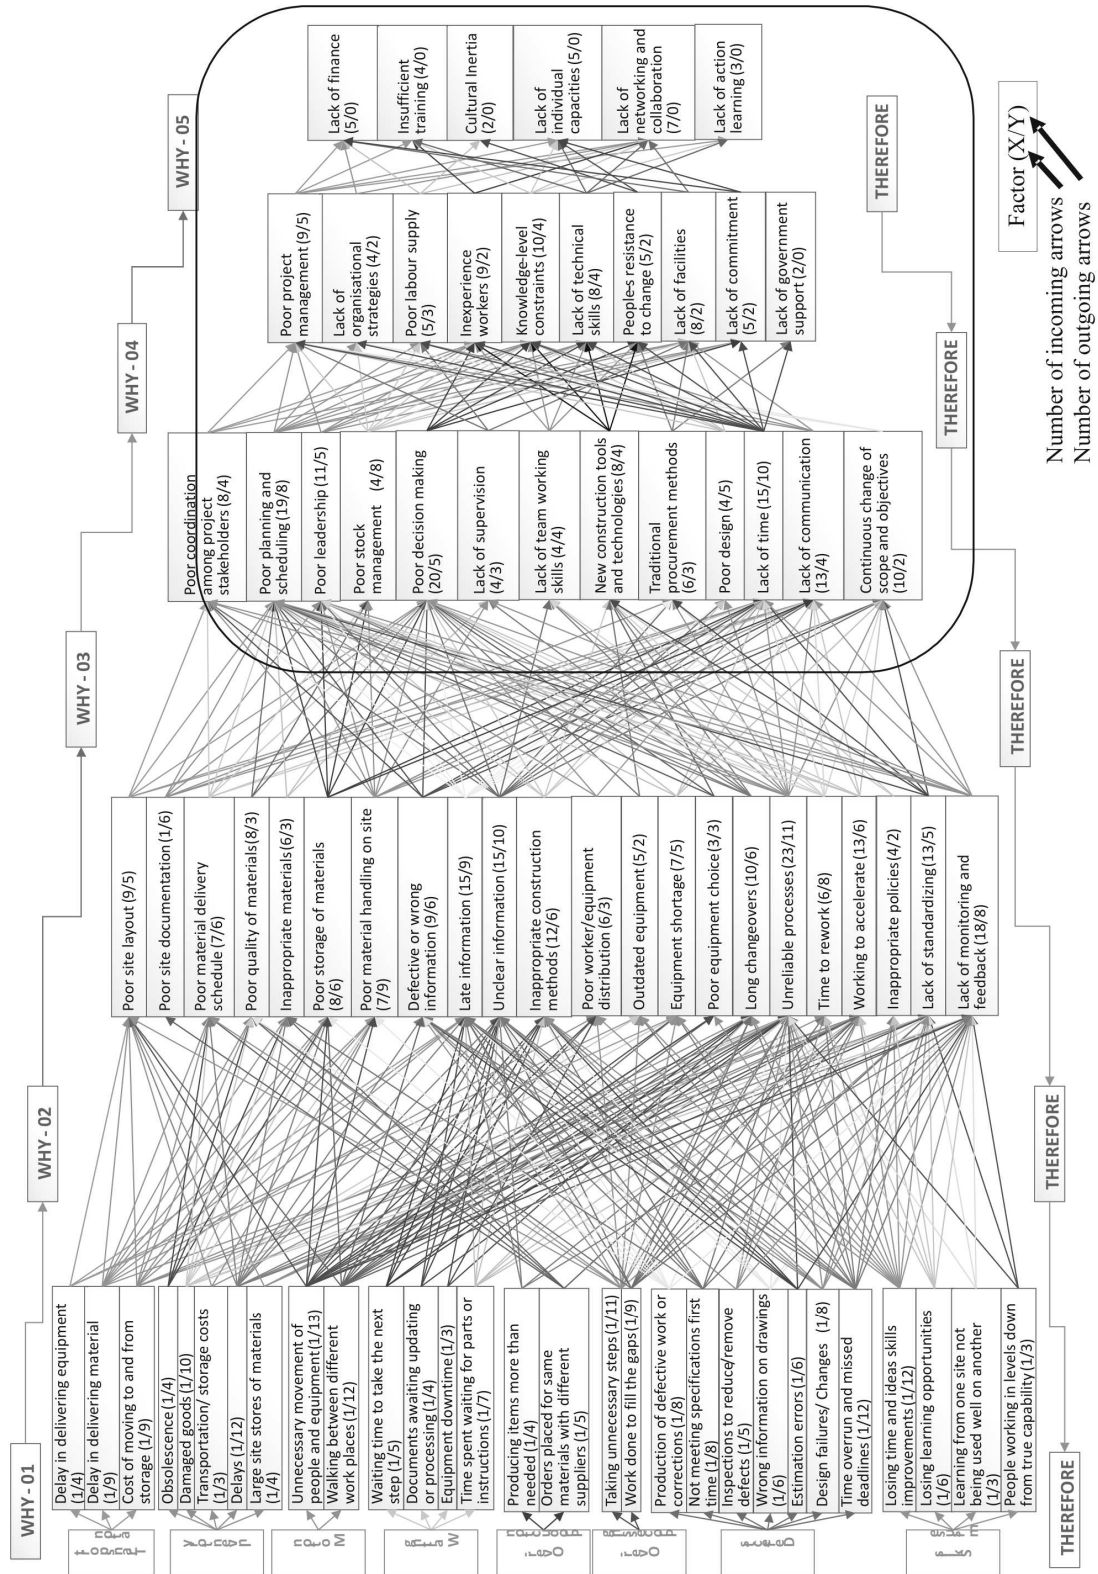 WHY - 01
WHY - 02
WHY - 03
WHY - 04
WHY - 05
Delay in delivering equipment
(1/4)
Delay in delivering material
(1/9)
Cost of moving to and from
storage (1/9)
Obsolescence (1/4)
Damaged goods (1/10)
Transportation/ storage costs
(1/3)
Delays (1/12)
Large site stores of materials
(1/4)
Unnecessary movement of
people and equipment (1/13)
Walking between different
work places (1/12)
Waiting time to take the next
step (1/5)
Documents awaiting updating
or processing (1/4)
Equipment downtime (1/3)
Time spent waiting for parts or
instructions (1/7)
Producing items more than
needed (1/4)
Orders placed for same
materials with different
suppliers (1/5)
Taking unnecessary steps (1/11)
Work done to fill the gaps (1/9)
Production of defective work or
corrections (1/8)
Not meeting specifications first
time (1/8)
Inspections to reduce/remove
defects (1/5)
Wrong information on drawings
(1/6)
Estimation errors (1/6)
Design failures/ Changes (1/8)
Time overrun and missed
deadlines (1/12)
Losing time and ideas skills
improvements (1/12)
Losing learning opportunities
(1/6)
Learning from one site not
being used well on another
(1/3)
People working in levels down
from true capability (1/3)
Poor site layout (9/5)
Poor site documentation (1/6)
Poor material delivery
schedule (7/6)
Poor quality of materials (8/3)
Inappropriate materials (6/3)
Poor storage of materials
(8/6)
Poor material handling on site
(7/9)
Defective or wrong
information (9/6)
Late information (15/9)
Unclear information (15/10)
Inappropriate construction
methods (12/6)
Poor worker/equipment
distribution (6/3)
Outdated equipment (5/2)
Equipment shortage (7/5)
Poor equipment choice (3/3)
Long changeovers (10/6)
Unreliable processes (23/11)
Time to rework (6/8)
Working to accelerate (13/6)
Inappropriate policies (4/2)
Lack of standardizing (13/5)
Lack of monitoring and
feedback (18/8)
Poor coordination
among project
stakeholders (8/4)
Poor planning and
scheduling (19/8)
Poor leadership (11/5)
Poor stock
management (4/8)
Poor decision making
(20/5)
Lack of supervision
(4/3)
Lack of team working
skills (4/4)
New construction tools
and technologies (8/4)
Traditional
procurement methods
(6/3)
Poor design (4/5)
Lack of time (15/10)
Lack of communication
(13/4)
Continuous change of
scope and objectives
(10/2)
Poor project
management (9/5)
Lack of
organisational
strategies (4/2)
Poor labour supply
(5/3)
Inexperience
workers (9/2)
Knowledge-level
constraints (10/4)
Lack of technical
skills (8/4)
People-s resistance
to change (5/2)
Lack of facilities
(8/2)
Lack of commitment
(5/2)
Lack of government
support (2/0)
Lack of finance
(5/0)
Insufficient
training (4/0)
Cultural Inertia
(2/0)
Lack of
individual
capacities (5/0)
Lack of
networking and
collaboration
(7/0)
Lack of action
learning (3/0)
THEREFORE
THEREFORE
THEREFORE
THEREFORE
THEREFORE
Factor (X/Y)
Number of incoming arrows
Number of outgoing arrows